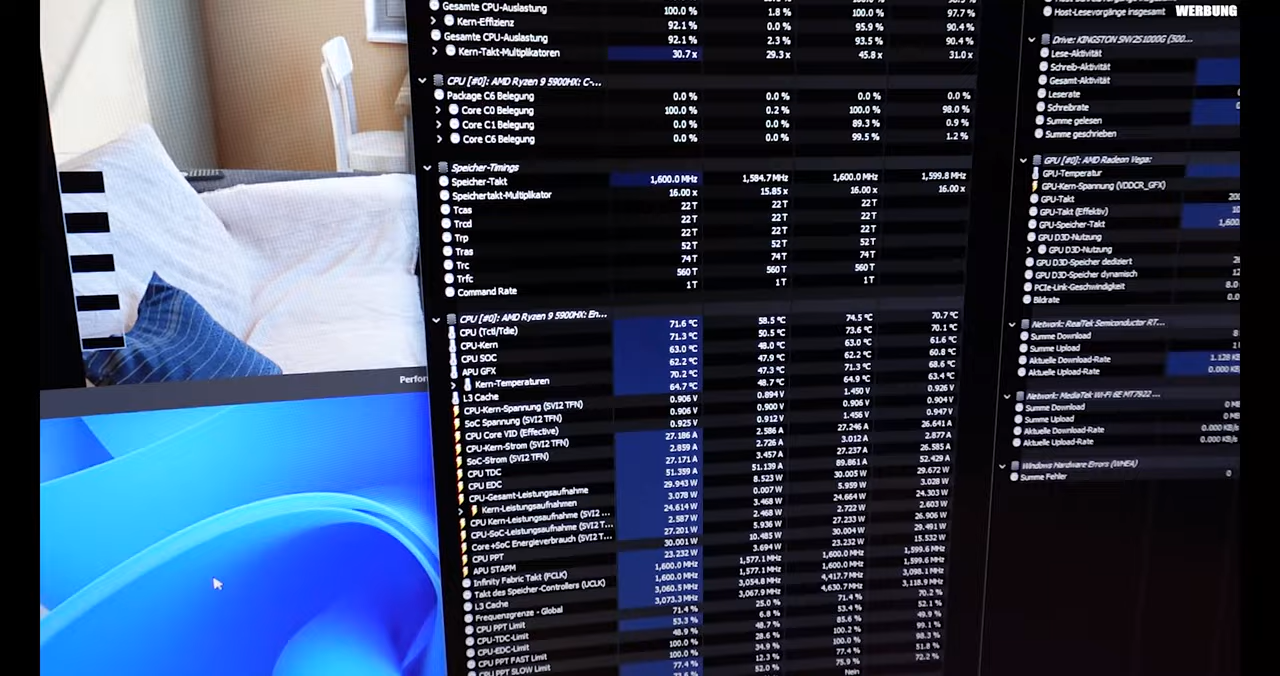 Gesamte CPU-Auslastung 100.0 % 1.8 % 100.0 % 97.7 %
Kern-Effizienz 92.1 % 0.0 % 95.9 % 90.4 %
Gesamte CPU-Auslastung 92.1 % 2.3 % 93.5 % 90.4 %
Kern-Takt-Multiplikatoren 30.7 x 29.3 x 45.8 x 31.0 x
CPU [#0]: AMD Ryzen 9 5900HX: C-...
Package C6 Belegung 0.0 % 0.0 % 0.0 % 0.0 %
Core C0 Belegung 100.0 % 0.2 % 100.0 % 98.0 %
Core C1 Belegung 0.0 % 0.0 % 89.3 % 0.9 %
Core C6 Belegung 0.0 % 0.0 % 99.5 % 1.2 %
Speicher-Timings
Speicher-Takt 1,600.0 MHz 1,584.7 MHz 1,600.0 MHz 1,599.8 MHz
Speichertakt-Multiplikator 16.00 x 15.85 x 16.00 x 16.00 x
Tcas 22 T 22 T 22 T
Trcd 22 T 22 T 22 T
Trp 22 T 22 T 22 T
Tras 52 T 52 T 52 T
Trc 74 T 74 T 74 T
Trfc 560 T 560 T 560 T
Command Rate 1 T 1 T 1 T
CPU [#0]: AMD Ryzen 9 5900HX: En...
CPU (Tctl/Tdie) 71.6 °C 58.5 °C 74.5 °C 70.7 °C
CPU-Kern 71.3 °C 50.5 °C 73.6 °C 70.1 °C
CPU SOC 63.0 °C 48.0 °C 63.0 °C 61.6 °C
APU GFX 62.2 °C 47.9 °C 62.2 °C 60.8 °C
Kern-Temperaturen 70.2 °C 47.3 °C 71.3 °C 68.6 °C
L3 Cache 64.7 °C 48.7 °C 64.9 °C 63.4 °C
CPU-Kern-Spannung (SVI2 TFN) 0.906 V 0.894 V 1.450 V 0.926 V
SoC Spannung (SVI2 TFN) 0.906 V 0.900 V 0.906 V 0.904 V
CPU Core VID (Effective) 0.925 V 0.912 V 1.456 V 0.947 V
CPU-Kern-Strom (SVI2 TFN) 27.186 A 2.586 A 27.246 A 26.641 A
SoC-Strom (SVI2 TFN) 2.859 A 2.726 A 3.012 A 2.877 A
CPU TDC 27.171 A 3.457 A 27.237 A 26.585 A
CPU EDC 51.359 A 51.139 A 89.861 A 52.429 A
CPU-Gesamt-Leistungsaufnahme 29.943 W 8.523 W 30.005 W 29.672 W
Kern-Leistungsaufnahmen 3.078 W 0.007 W 5.959 W 3.028 W
CPU Kern-Leistungsaufnahme (SVI2 ... 24.614 W 3.468 W 24.664 W 24.303 W
CPU-SoC-Leistungsaufnahme (SVI2 T... 2.587 W 2.468 W 2.722 W 2.603 W
Core+SoC Energieverbrauch (SVI2 T... 27.201 W 5.936 W 27.233 W 26.906 W
CPU PPT 30.001 W 10.485 W 30.004 W 29.491 W
APU STAPM 23.232 W 3.694 W 23.232 W 15.532 W
Infinity Fabric Takt (FCLK) 1,600.0 MHz 1,577.1 MHz 1,600.0 MHz 1,599.6 MHz
Takt des Speicher-Controllers (UCLK) 1,600.0 MHz 1,577.1 MHz 1,600.0 MHz 1,599.6 MHz
L3 Cache 3,060.5 MHz 3,054.8 MHz 4,417.7 MHz 3,098.1 MHz
Frequenzgrenze - Global 3,073.3 MHz 3,067.9 MHz 4,630.7 MHz 3,118.9 MHz
CPU PPT Limit 71.4 % 25.0 % 71.4 % 70.2 %
CPU-TDC-Limit 53.3 % 6.8 % 53.4 % 52.1 %
CPU-EDC-Limit 48.9 % 48.7 % 85.6 % 49.9 %
CPU PPT FAST Limit 100.0 % 28.6 % 100.2 % 99.1 %
CPU PPT SLOW Limit 100.0 % 34.9 % 100.0 % 98.3 %
77.4 % 12.3 % 77.4 % 51.8 %
52.0 % 75.9 % 72.2 %
Nein
Host-Lesevorgänge insgesamt
WERBUNG
Drive: KINGSTON SNV2S1000G (500...
Lese-Aktivität
Schreib-Aktivität
Gesamt-Aktivität
Leserate
Schreibrate
Summe gelesen
Summe geschrieben
GPU [#0]: AMD Radeon Vega:
GPU-Temperatur
GPU-Kern-Spannung (VDDCR_GFX)
GPU-Takt
GPU-Takt (Effektiv)
GPU-Speicher-Takt
GPU D3D-Nutzung
GPU D3D-Nutzung
GPU D3D-Speicher dediziert
GPU D3D-Speicher dynamisch
PCIe-Link-Geschwindigkeit 8.0
Bildrate 0.0
Network: RealTek Semiconductor RT...
Summe Download
Summe Upload
Aktuelle Download-Rate 1.128 KB
Aktuelle Upload-Rate 0.000 KB
Network: MediaTek Wi-Fi 6E MT7922 ...
Summe Download 0 MB
Summe Upload 0 MB
Aktuelle Download-Rate 0.000 KB/s
Aktuelle Upload-Rate 0.000 KB/s
Windows Hardware Errors (WHEA)
Summe Fehler 0
Perfor